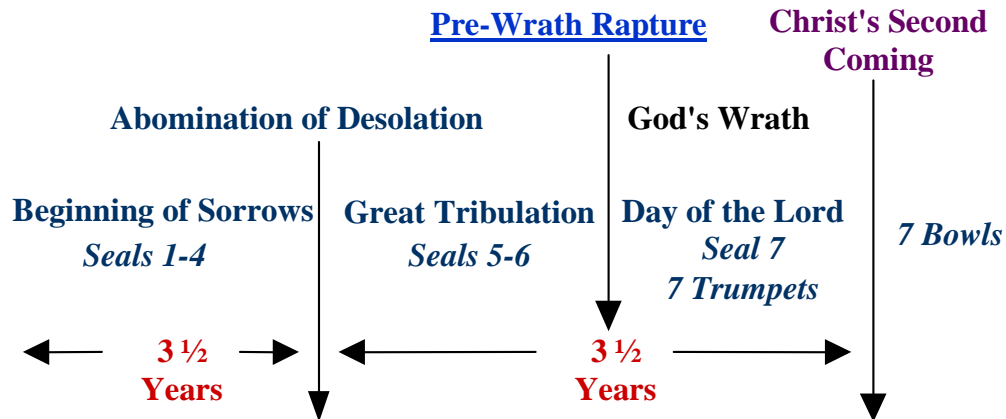 Pre-Wrath Rapture
Christ's Second
Coming
Abomination of Desolation
God's Wrath
Beginning of Sorrows
Seals 1-4
Great Tribulation
Seals 5-6
Day of the Lord
Seal 7
7 Trumpets
7 Bowls
3 ½
Years
3 ½
Years